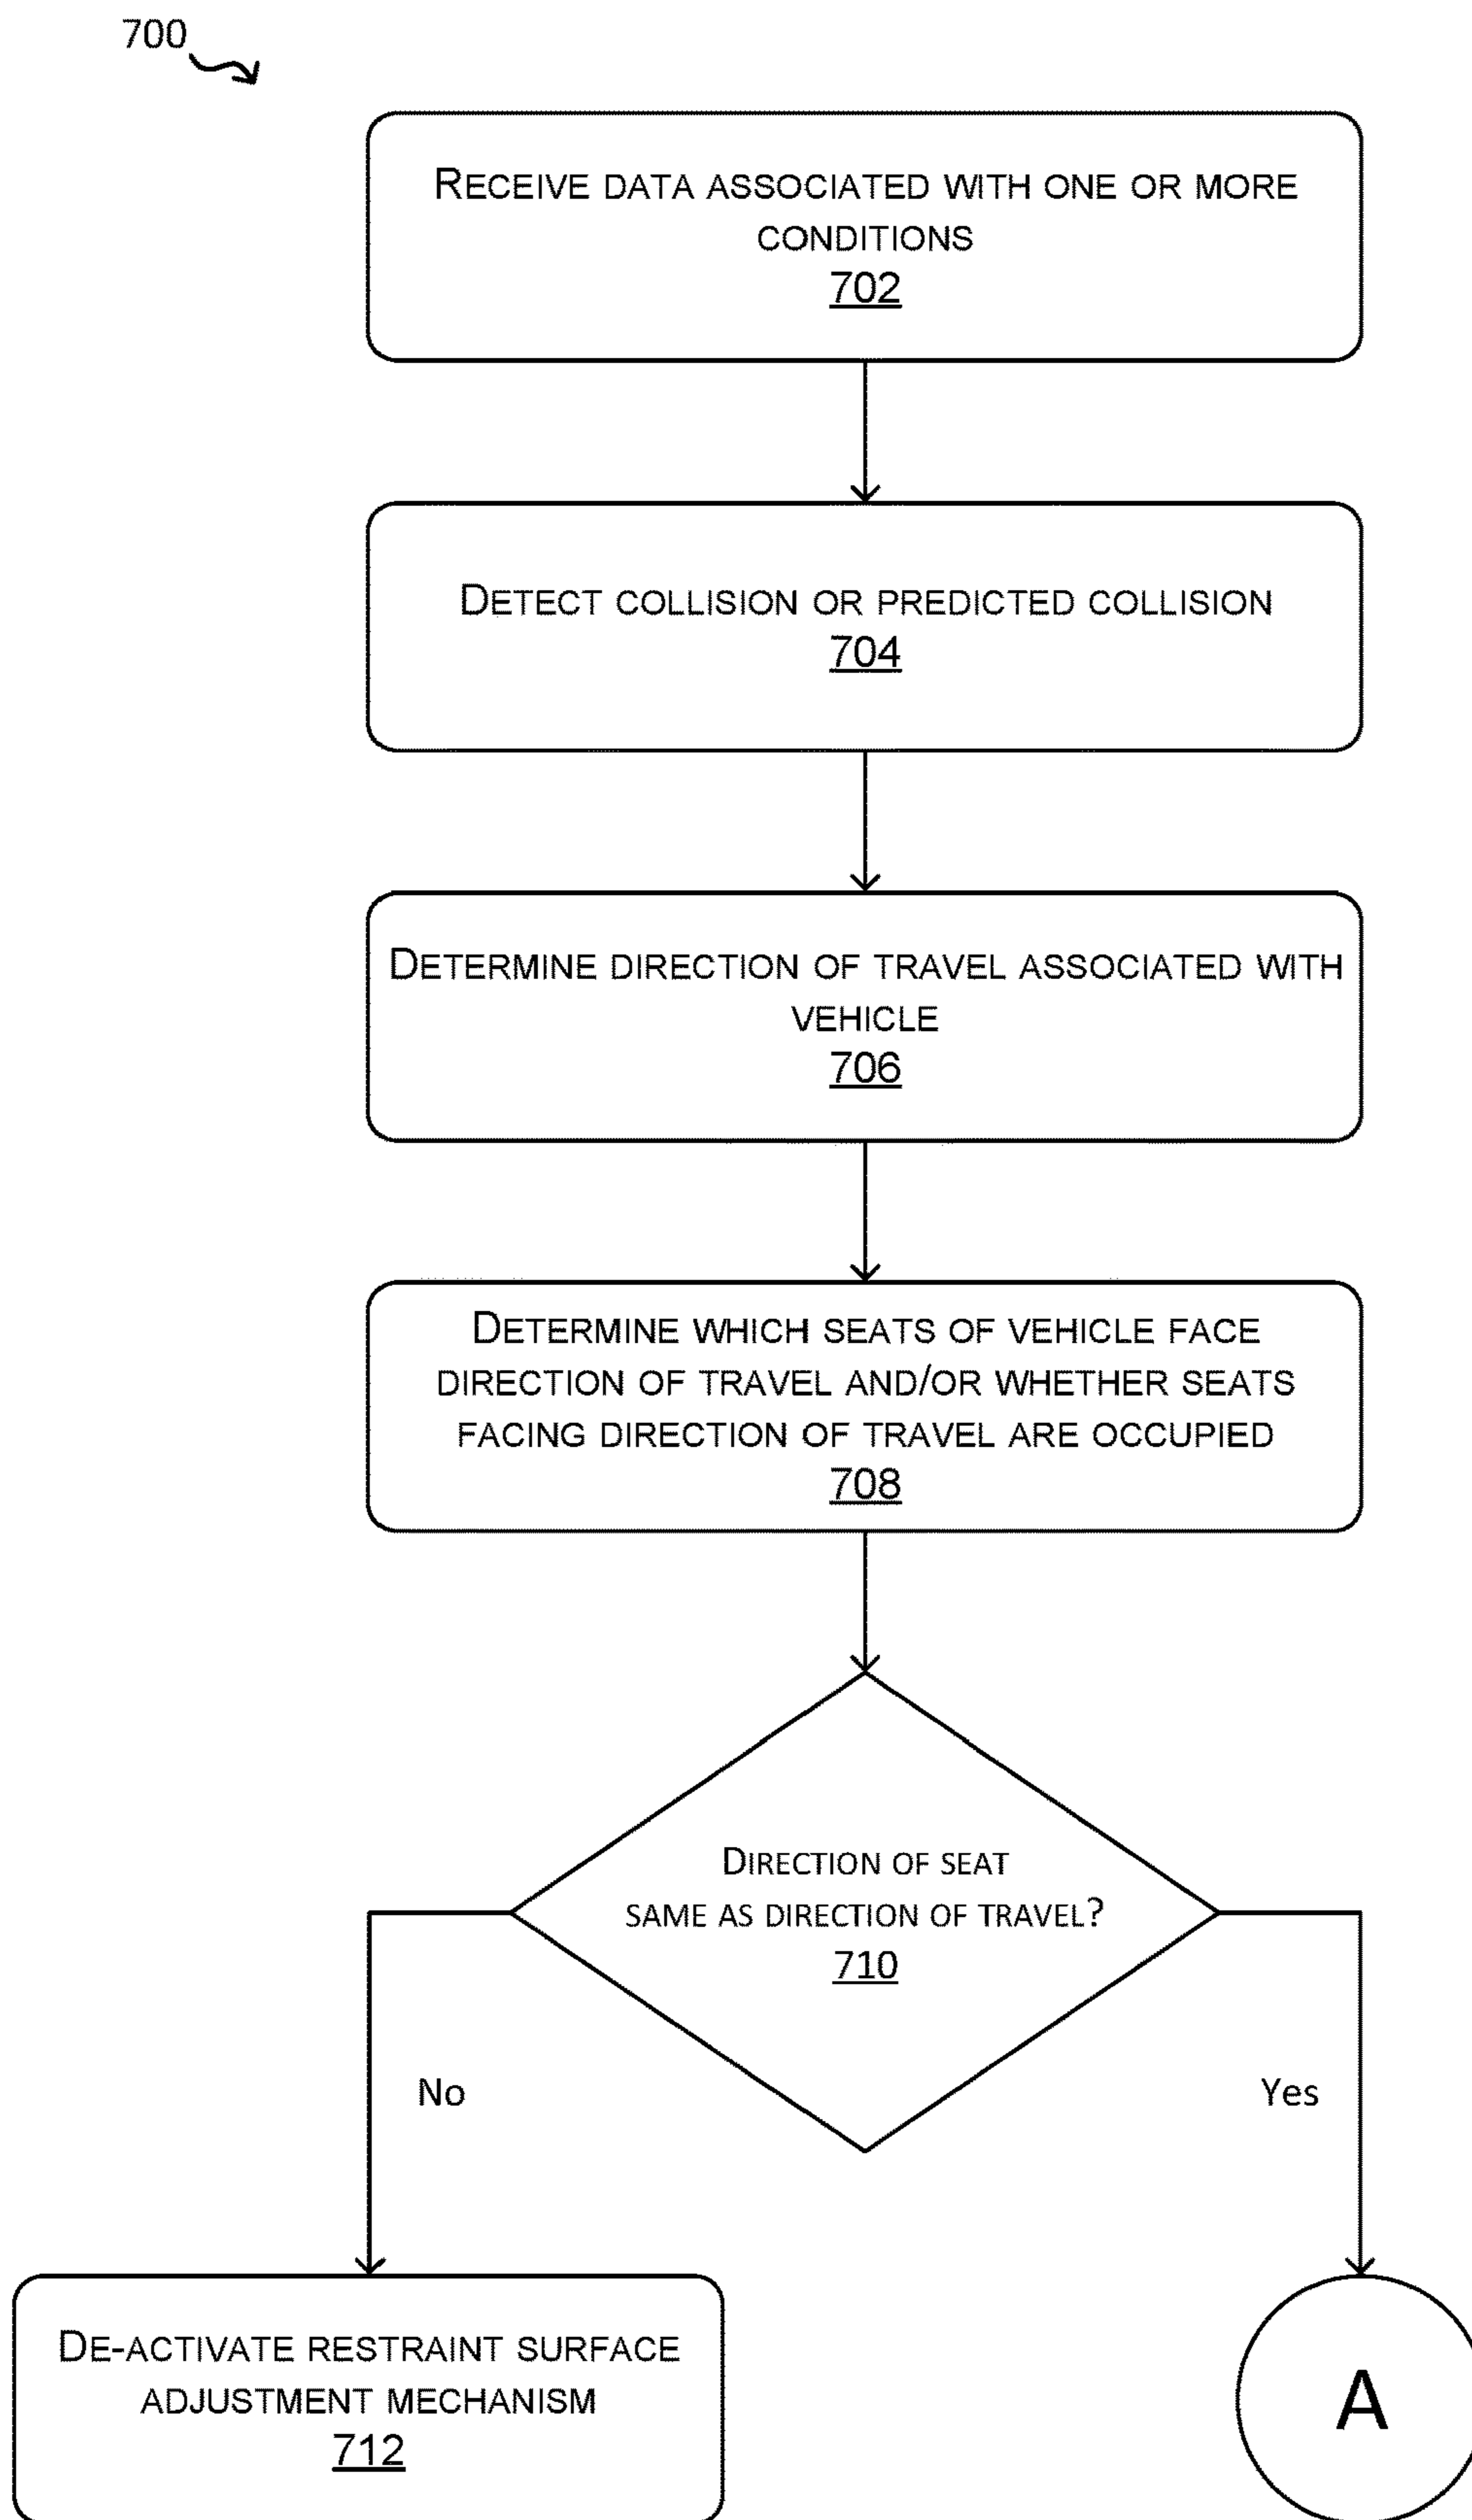 700
RECEIVE DATA ASSOCIATED WITH ONE OR MORE
CONDITIONS
702
DETECT COLLISION OR PREDICTED COLLISION
704
DETERMINE DIRECTION OF TRAVEL ASSOCIATED WITH
VEHICLE
706
DETERMINE WHICH SEATS OF VEHICLE FACE
DIRECTION OF TRAVEL AND/OR WHETHER SEATS
FACING DIRECTION OF TRAVEL ARE OCCUPIED
708
DIRECTION OF SEAT
SAME AS DIRECTION OF TRAVEL?
710
No
Yes
DE-ACTIVATE RESTRAINT SURFACE
ADJUSTMENT MECHANISM
712
A